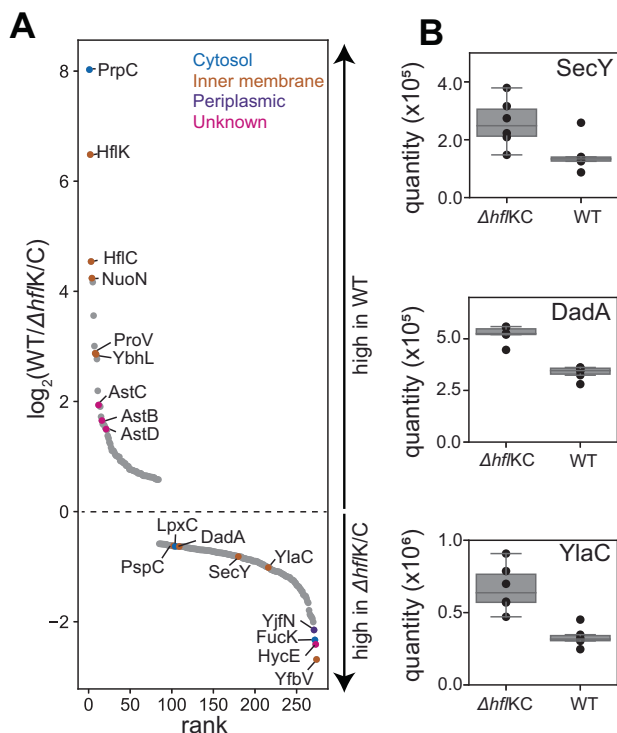 A
8
6
4
2
0
−2
log₂(WT/ΔhflK/C)
PrpC
HflK
HflC
NuoN
ProV
YbhL
AstC
AstB
AstD
Cytosol
Inner membrane
Periplasmic
Unknown
LpxC
DadA
PspC
SecY
YlaC
YjfN
FucK
HycE
YfbV
0 50 100 150 200 250
rank
high in WT
high in ΔhflK/C
B
SecY
quantity (x10⁵)
4.0
2.0
0.0
ΔhflKC WT
DadA
quantity (x10⁵)
5.0
2.5
0.0
ΔhflKC WT
YlaC
quantity (x10⁶)
1.0
0.5
0.0
ΔhflKC WT